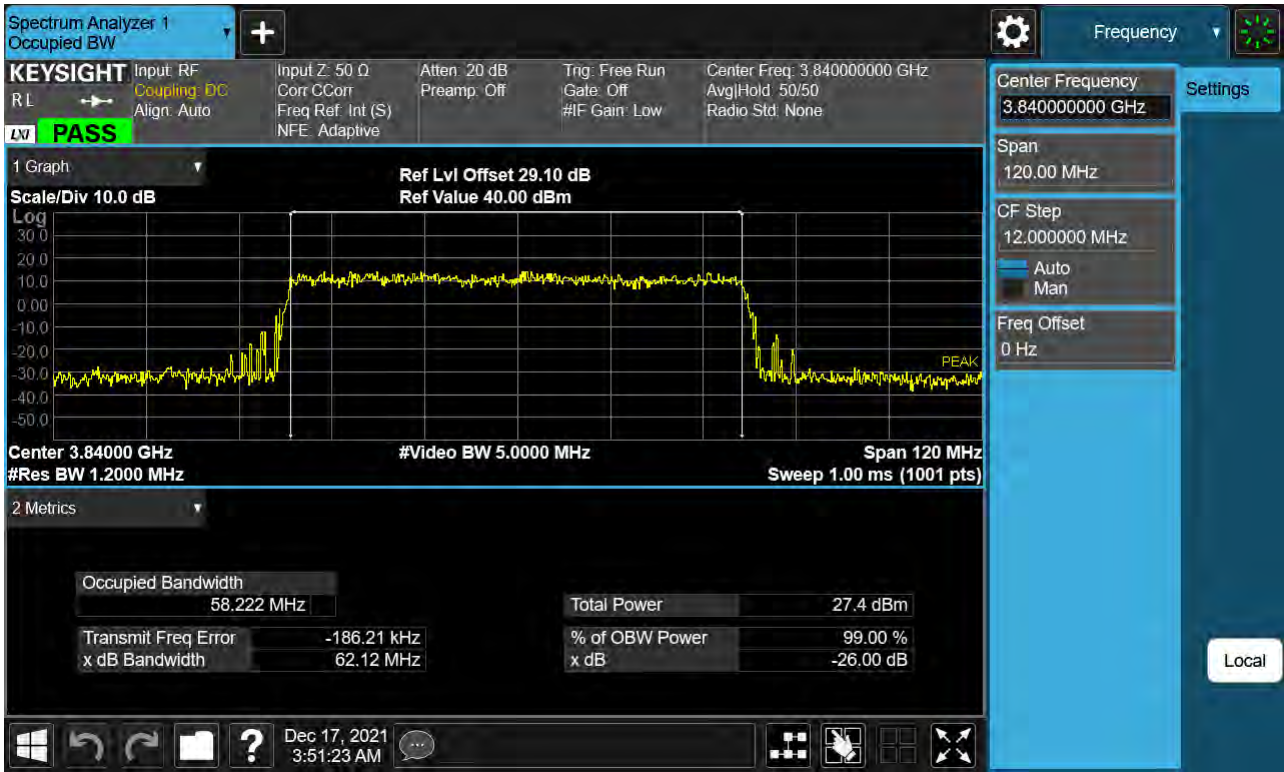 Spectrum Analyzer 1
Occupied BW
+
Frequency
KEYSIGHT
RL
LXI
PASS
Input: RF
Coupling: DC
Align: Auto
Input Z: 50 Ω
Corr CCorr
Freq Ref: Int (S)
NFE: Adaptive
Atten: 20 dB
Preamp: Off
Trig: Free Run
Gate: Off
#IF Gain: Low
Center Freq: 3.840000000 GHz
Avg|Hold: 50/50
Radio Std: None
Center Frequency
3.840000000 GHz
Settings
Span
120.00 MHz
CF Step
12.000000 MHz
Auto
Man
Freq Offset
0 Hz
Local
1 Graph
Scale/Div 10.0 dB
Ref Lvl Offset 29.10 dB
Ref Value 40.00 dBm
Log
30.0
20.0
10.0
0.00
-10.0
-20.0
-30.0
-40.0
-50.0
PEAK
Center 3.84000 GHz
#Video BW 5.0000 MHz
Span 120 MHz
#Res BW 1.2000 MHz
Sweep 1.00 ms (1001 pts)
2 Metrics
Occupied Bandwidth
58.222 MHz
Total Power 27.4 dBm
Transmit Freq Error -186.21 kHz
% of OBW Power 99.00 %
x dB Bandwidth 62.12 MHz
x dB -26.00 dB
?
Dec 17, 2021
3:51:23 AM